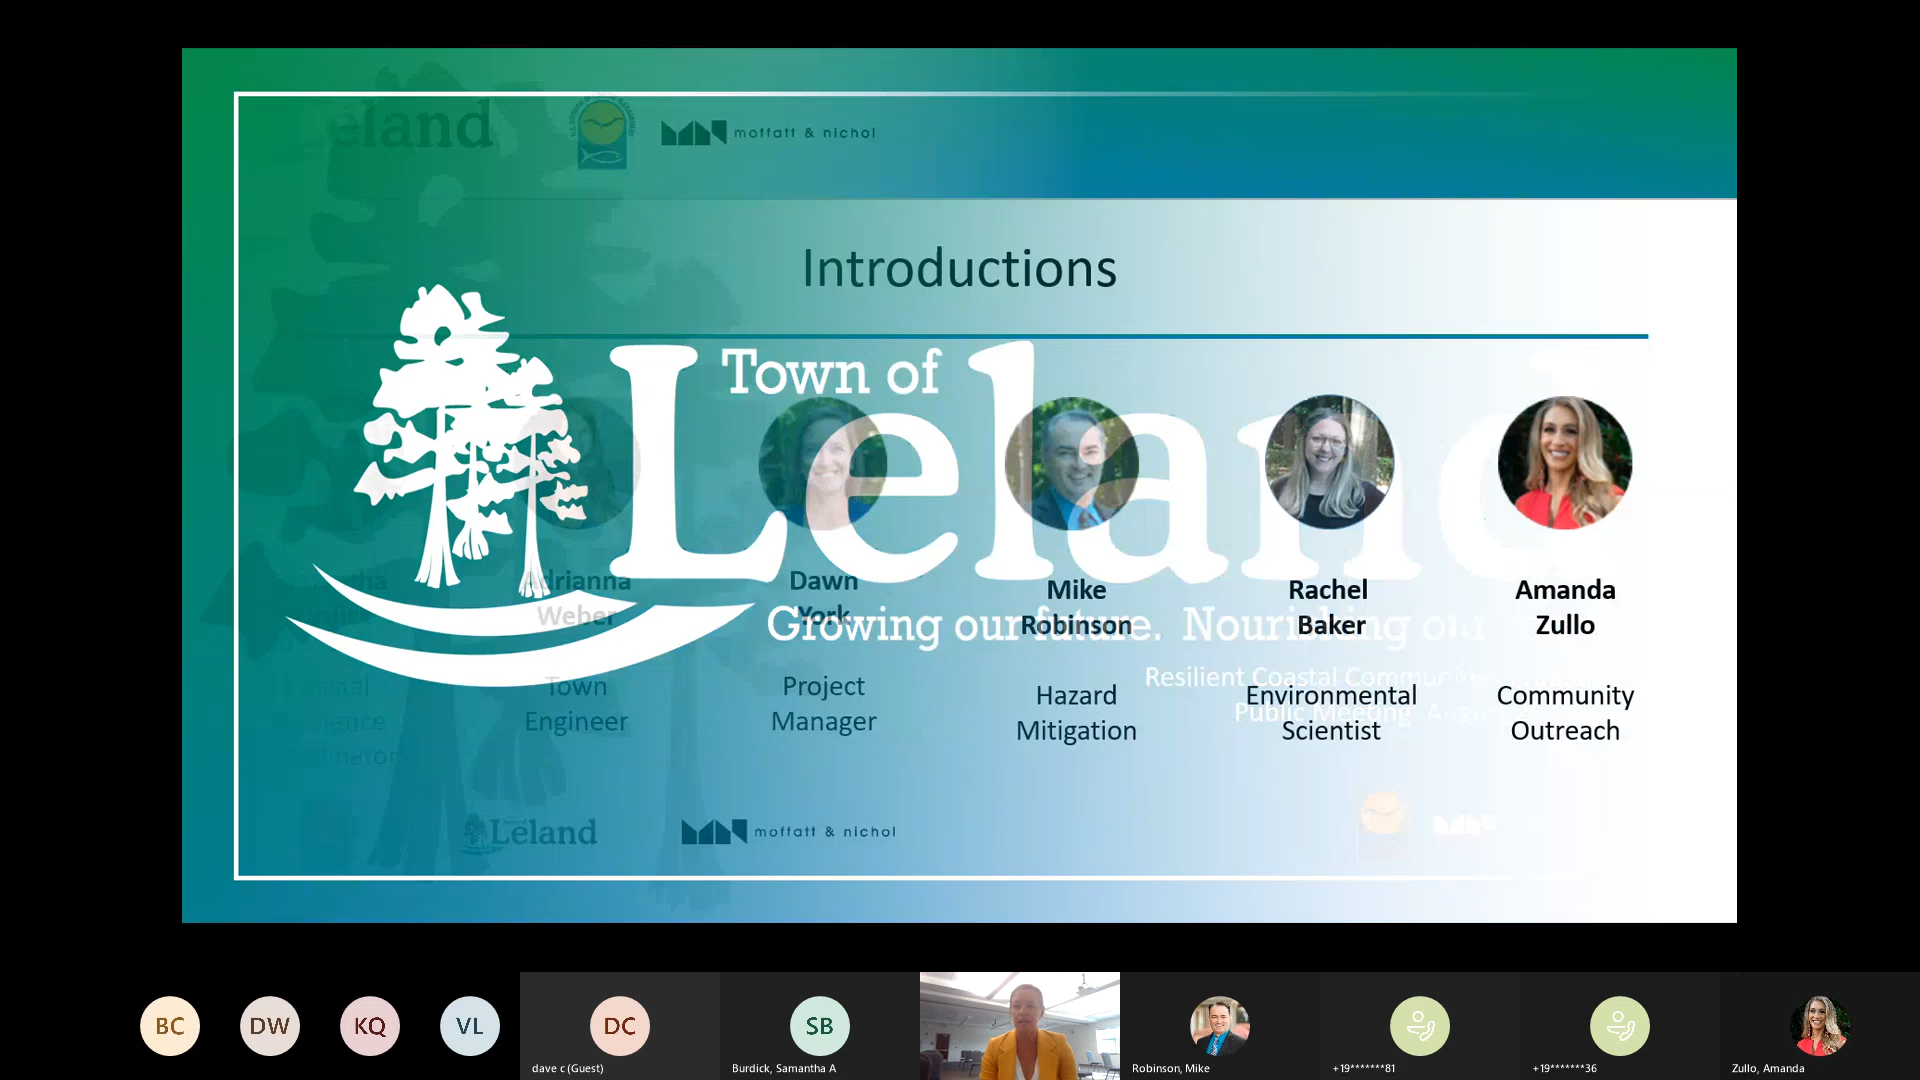 Leland
moffatt & nichol
Introductions
Town of
Leland
Adrianna
Weber
Town
Engineer
Dawn
York
Project
Manager
Mike
Robinson
Hazard
Mitigation
Rachel
Baker
Environmental
Scientist
Amanda
Zullo
Community
Outreach
Growing our future. Nourishing our
Resilient Coastal
Public Meeting
Leland
moffatt & nichol
BC
DW
KQ
VL
DC
SB
dave c (Guest)
Burdick, Samantha A
Robinson, Mike
+19*******81
+19*******36
Zullo, Amanda